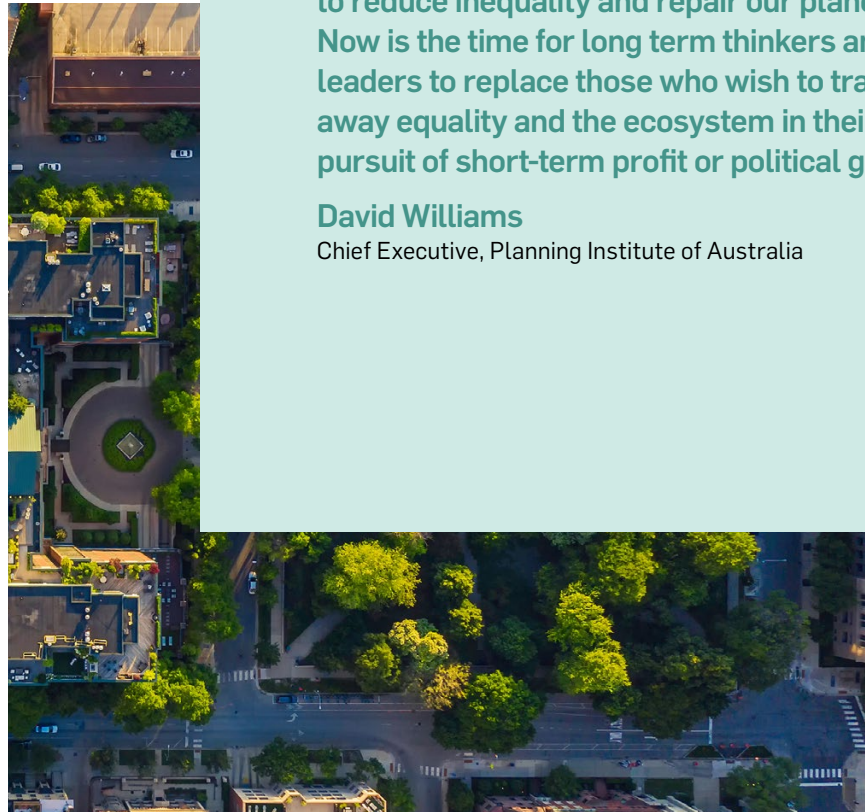 to reduce inequality and repair our
Now is the time for long term thinkers
leaders to replace those who wish to
away equality and the ecosystem in
pursuit of short-term profit or political
David Williams
Chief Executive, Planning Institute of Australia